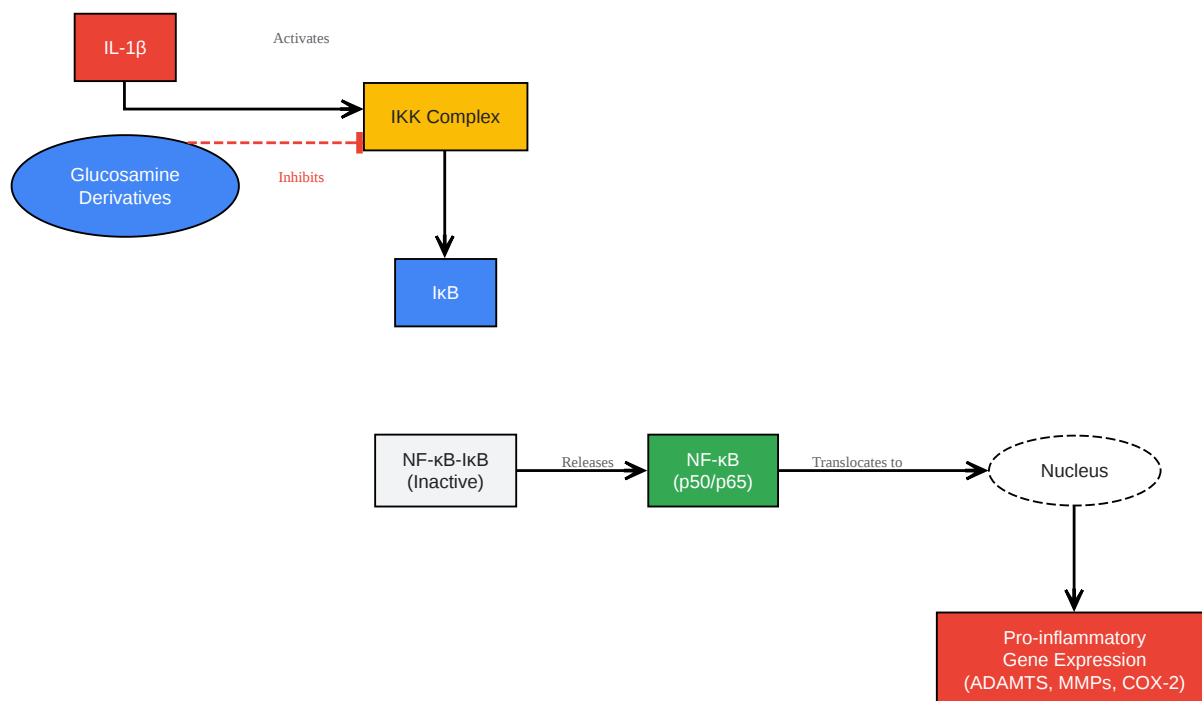 IL-1β
Activates
IKK Complex
Glucosamine
Derivatives
Inhibits
IκB
NF-κB-IκB
(Inactive)
Releases
NF-κB
(p50/p65)
Translocates to
Nucleus
Pro-inflammatory
Gene Expression
(ADAMTS, MMPs, COX-2)